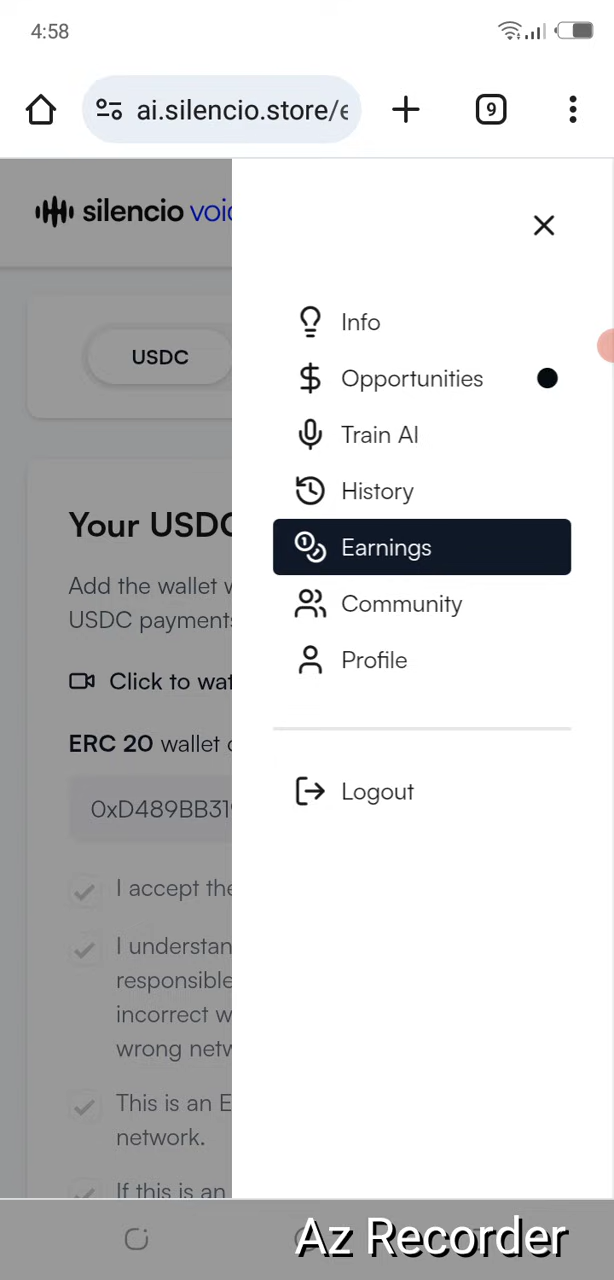 4:58
ai.silencio.store/e
9
silencio voic
Info
USDC
Opportunities
Train AI
History
Your USDC
Earnings
Add the wallet w
USDC payments
Community
Profile
Click to wat
ERC 20 wallet
0xD489BB31
Logout
I accept the
I understan
responsible
incorrect w
wrong netw
This is an E
network.
If this is an
Az Recorder